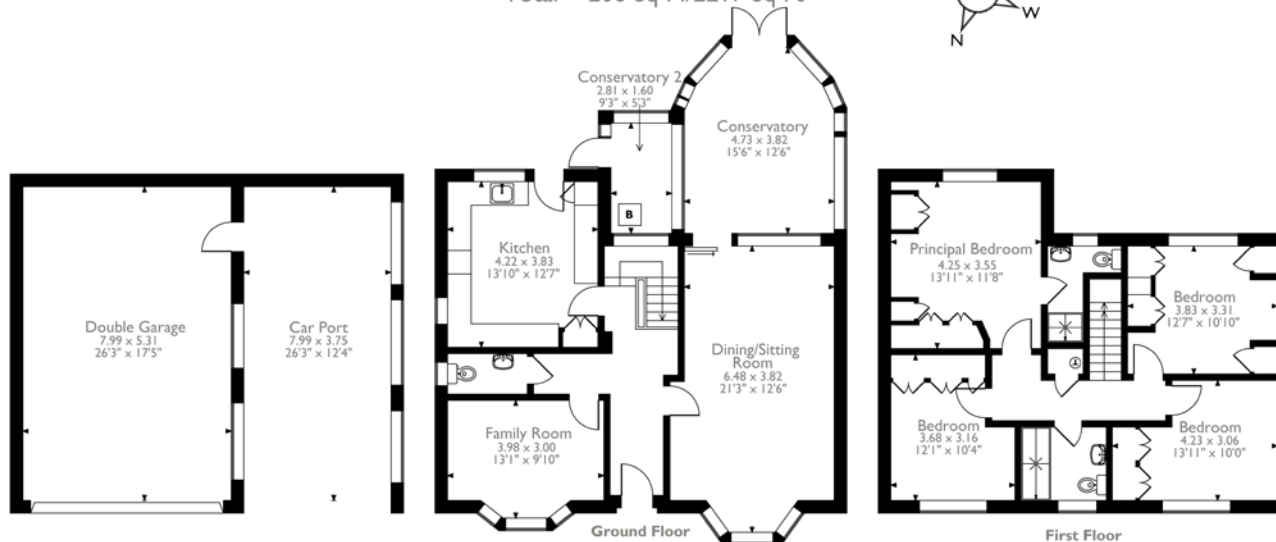 N
W
Conservatory 2
2.81 x 1.60
9'3" x 5'3"
Conservatory
4.73 x 3.82
15'6" x 12'6"
B
Kitchen
4.22 x 3.83
13'10" x 12'7"
Principal Bedroom
4.25 x 3.55
13'11" x 11'8"
Bedroom
3.83 x 3.31
12'7" x 10'10"
Double Garage
7.99 x 5.31
26'3" x 17'5"
Car Port
7.99 x 3.75
26'3" x 12'4"
Dining/Sitting
Room
6.48 x 3.82
21'3" x 12'6"
Family Room
3.98 x 3.00
13'1" x 9'10"
Bedroom
3.68 x 3.16
12'1" x 10'4"
Bedroom
4.23 x 3.06
13'11" x 10'0"
Ground Floor
First Floor